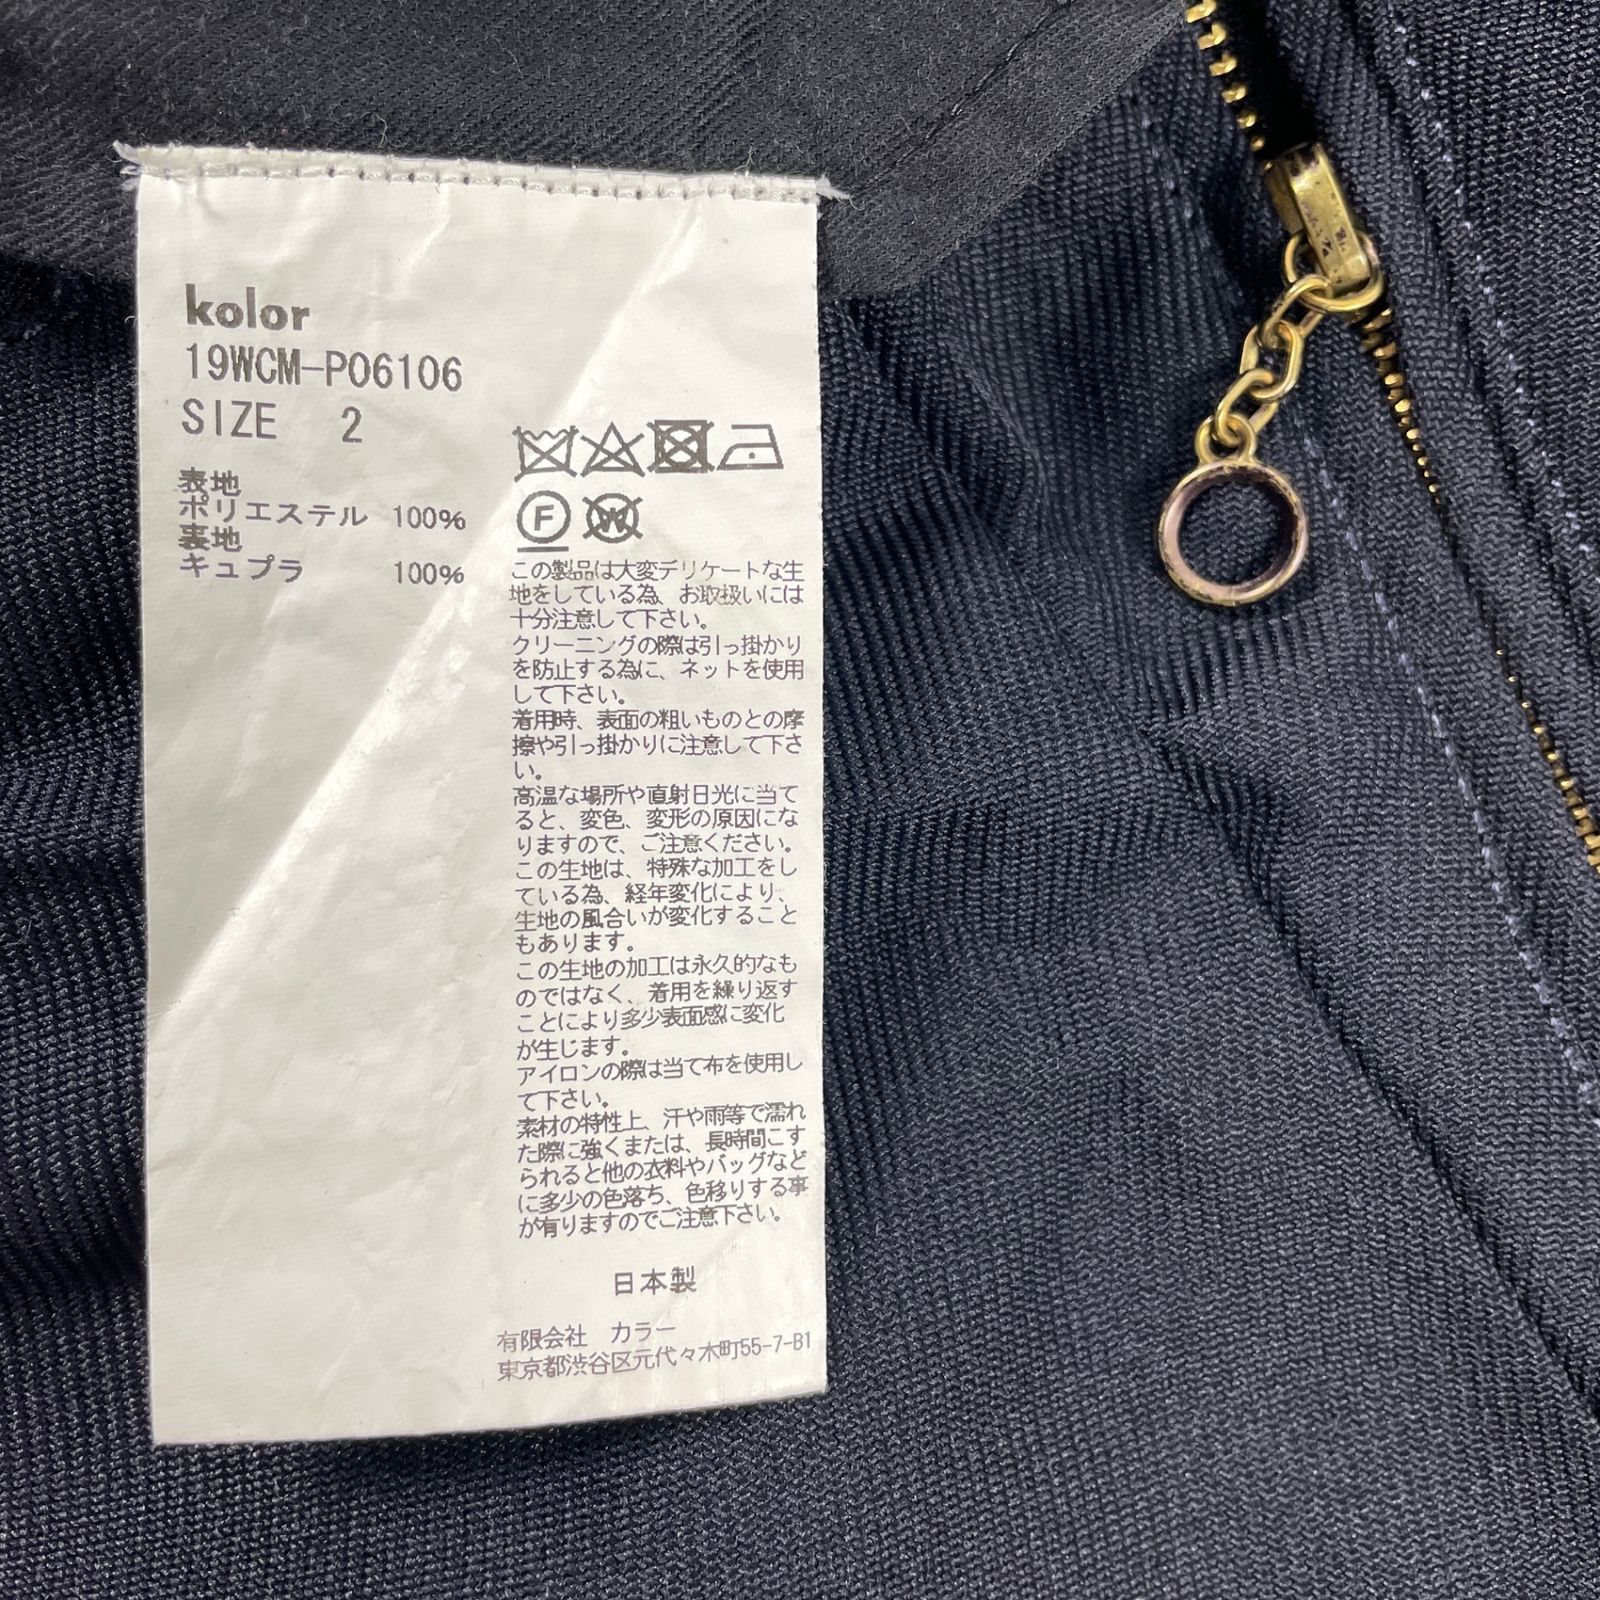 kolor
19WCM-P06106
SIZE 2
表地
ポリエステル 100%
裏地
キュプラ 100%
F
W
この製品は大変デリケートな生
地をしている為、お取扱いには
十分注意して下さい。
クリーニングの際は引っ掛かり
を防止する為に、ネットを使用
して下さい。
着用時、表面の粗いものとの摩
擦や引っ掛かりに注意して下さ
い。
高温な場所や直射日光に当て
ると、変色、変形の原因にな
りますので、ご注意ください。
この生地は、特殊な加工をし
ている為、経年変化により、
生地の風合いが変化すること
もあります。
この生地の加工は永久的なも
のではなく、着用を繰り返す
ことにより多少表面感に変化
が生じます。
アイロンの際は当て布を使用し
て下さい。
素材の特性上、汗や雨等で濡れ
た際に強くまたは、長時間こす
られると他の衣料やバッグなど
に多少の色落ち、色移りする事
が有りますのでご注意下さい。
日本製
有限会社 カラー
東京都渋谷区元代々木町55-7-B1